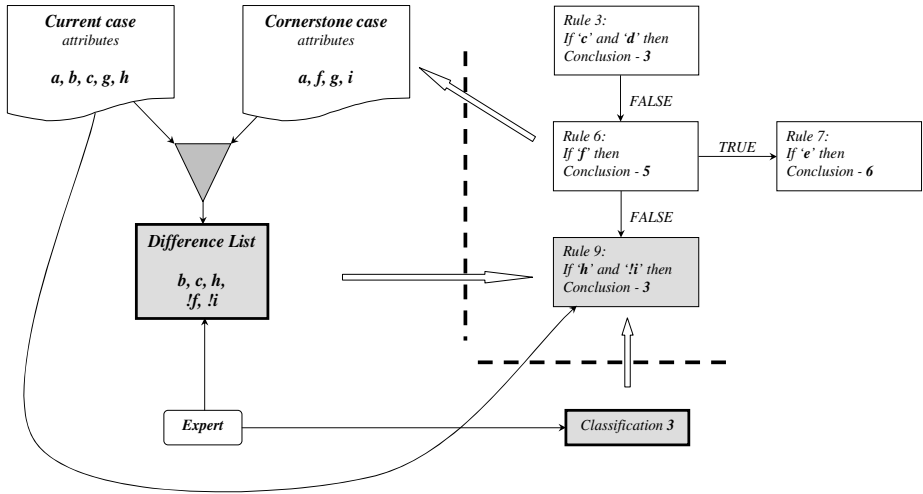 Current case
attributes
a, b, c, g, h
Cornerstone case
attributes
a, f, g, i
Rule 3:
If ‘c’ and ‘d’ then
Conclusion - 3
FALSE
Rule 6:
If ‘f’ then
Conclusion - 5
TRUE
Rule 7:
If ‘e’ then
Conclusion - 6
FALSE
Difference List
b, c, h,
!f, !i
Rule 9:
If ‘h’ and ‘!i’ then
Conclusion - 3
Expert
Classification 3